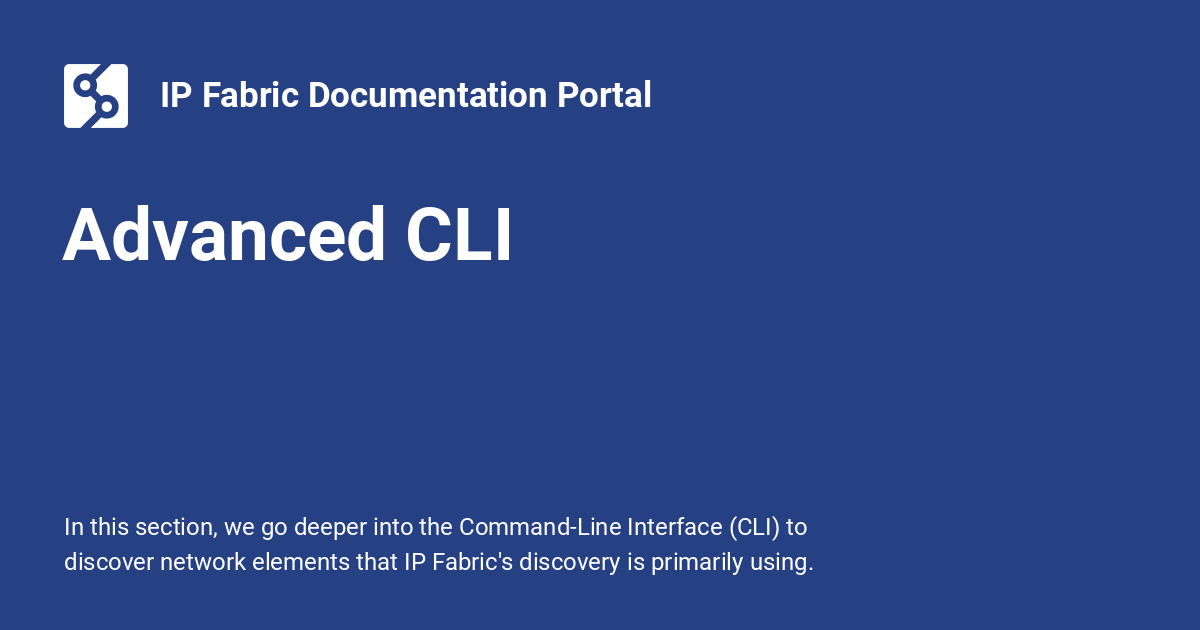 IP Fabric Documentation Portal
Advanced CLI
In this section, we go deeper into the Command-Line Interface (CLI) to
discover network elements that IP Fabric's discovery is primarily using.